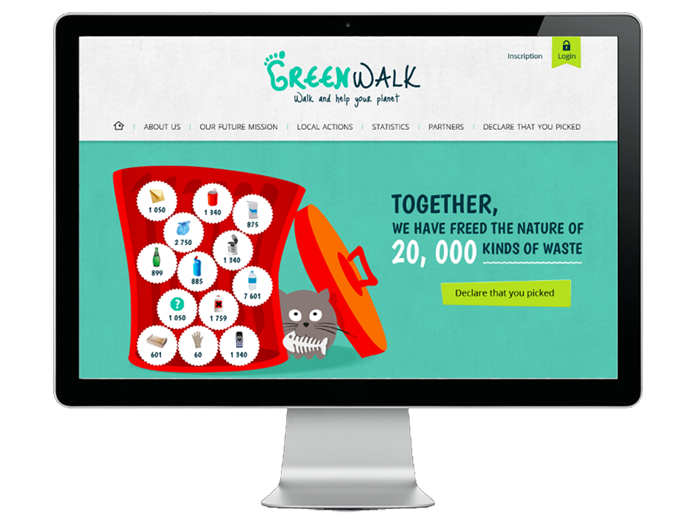 Inscription
Login
GREENWALK
Walk and help your planet
ABOUT US
OUR FUTURE MISSION
LOCAL ACTIONS
STATISTICS
PARTNERS
DECLARE THAT YOU PICKED
1 050
1 340
875
2 750
1 340
899
885
7 601
1 050
?
1 759
601
60
1 340
TOGETHER,
WE HAVE FREED THE NATURE OF
20, 000 KINDS OF WASTE
Declare that you picked